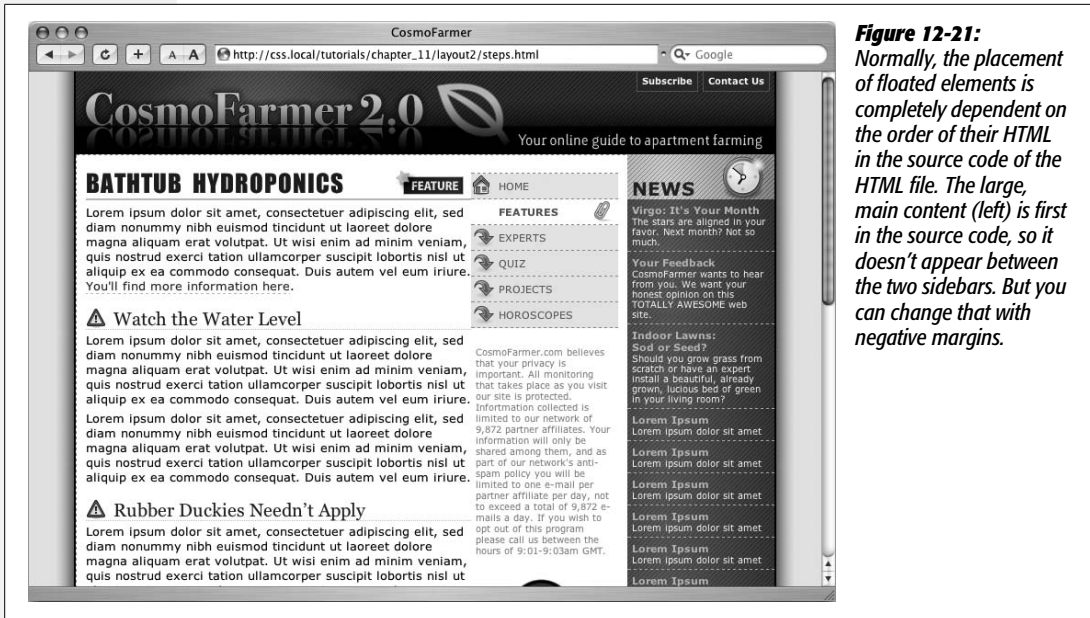 CosmoFarmer
A A
http://css.local/tutorials/chapter_11/layout2/steps.html
Google
Subscribe
Contact Us
CosmoFarmer 2.0
Your online guide to apartment farming
BATHTUB HYDROPONICS
FEATURE
Lorem ipsum dolor sit amet, consectetuer adipiscing elit, sed
diam nonummy nibh euismod tincidunt ut laoreet dolore
magna aliquam erat volutpat. Ut wisi enim ad minim veniam,
quis nostrud exerci tation ullamcorper suscipit lobortis nisl ut
aliquip ex ea commodo consequat. Duis autem vel eum iriure.
You'll find more information here.
Watch the Water Level
Lorem ipsum dolor sit amet, consectetuer adipiscing elit, sed
diam nonummy nibh euismod tincidunt ut laoreet dolore
magna aliquam erat volutpat. Ut wisi enim ad minim veniam,
quis nostrud exerci tation ullamcorper suscipit lobortis nisl ut
aliquip ex ea commodo consequat. Duis autem vel eum iriure.
Lorem ipsum dolor sit amet, consectetuer adipiscing elit, sed
diam nonummy nibh euismod tincidunt ut laoreet dolore
magna aliquam erat volutpat. Ut wisi enim ad minim veniam,
quis nostrud exerci tation ullamcorper suscipit lobortis nisl ut
aliquip ex ea commodo consequat. Duis autem vel eum iriure.
Rubber Duckies Needn't Apply
Lorem ipsum dolor sit amet, consectetuer adipiscing elit, sed
diam nonummy nibh euismod tincidunt ut laoreet dolore
magna aliquam erat volutpat. Ut wisi enim ad minim veniam,
quis nostrud exerci tation ullamcorper suscipit lobortis nisl ut
HOME
FEATURES
EXPERTS
QUIZ
PROJECTS
HOROSCOPES
CosmoFarmer.com believes
that your privacy is
important. All monitoring
that takes place as you visit
our site is protected.
Information collected is
limited to our network of
9,872 partner affiliates. Your
information will only be
shared among them, and as
part of our network's anti-
spam policy you will be
limited to one e-mail per
partner affiliate per day, not
to exceed a total of 9,872 e-
mails a day. If you wish to
opt out of this program
please call us between the
hours of 9:01-9:03am GMT.
NEWS
Virgo: It's Your Month
The stars are aligned in your
favor. Next month? Not so
much.
Your Feedback
CosmoFarmer wants to hear
from you. We want your
honest opinion on this
TOTALLY AWESOME web
site.
Indoor Lawns:
Sod or Seed?
Should you grow grass from
scratch or have an expert
install a beautiful, already
grown, lucious bed of green
in your living room?
Lorem Ipsum
Lorem ipsum dolor sit amet
Lorem Ipsum
Lorem ipsum dolor sit amet
Lorem Ipsum
Lorem ipsum dolor sit amet
Lorem Ipsum
Lorem ipsum dolor sit amet
Lorem Ipsum
Lorem ipsum dolor sit amet
Lorem Ipsum
Figure 12-21:
Normally, the placement
of floated elements is
completely dependent on
the order of their HTML
in the source code of the
HTML file. The large,
main content (left) is first
in the source code, so it
doesn't appear between
the two sidebars. But you
can change that with
negative margins.